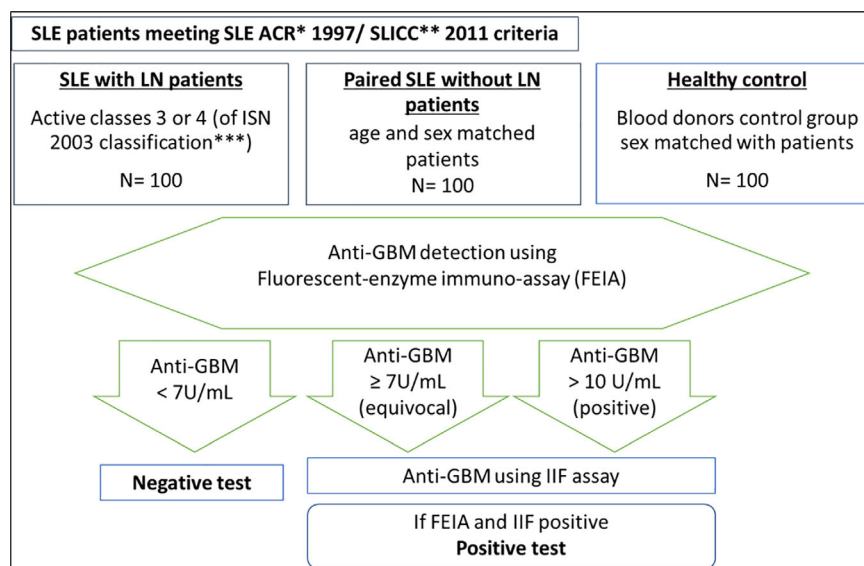 SLE patients meeting SLE ACR* 1997/ SLICC** 2011 criteria
SLE with LN patients
Active classes 3 or 4 (of ISN
2003 classification***)
N= 100
Paired SLE without LN
patients
age and sex matched
patients
N= 100
Healthy control
Blood donors control group
sex matched with patients
N= 100
Anti-GBM detection using
Fluorescent-enzyme immuno-assay (FEIA)
Anti-GBM
< 7U/mL
Anti-GBM
≥ 7U/mL
(equivocal)
Anti-GBM
> 10 U/mL
(positive)
Negative test
Anti-GBM using IIF assay
If FEIA and IIF positive
Positive test